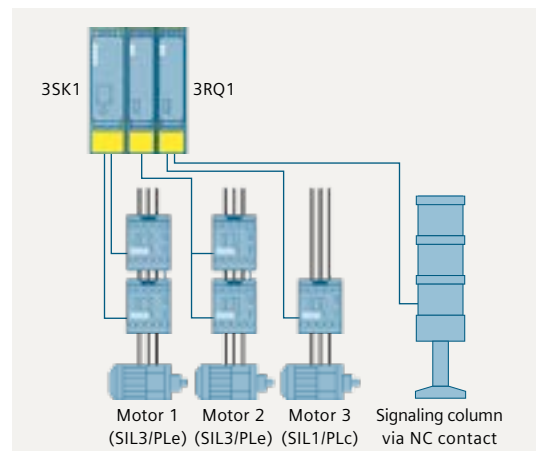 3SK1
3RQ1
Motor 1
(SIL3/PLe)
Motor 2
(SIL3/PLe)
Motor 3
(SIL1/PLc)
Signaling column
via NC contact